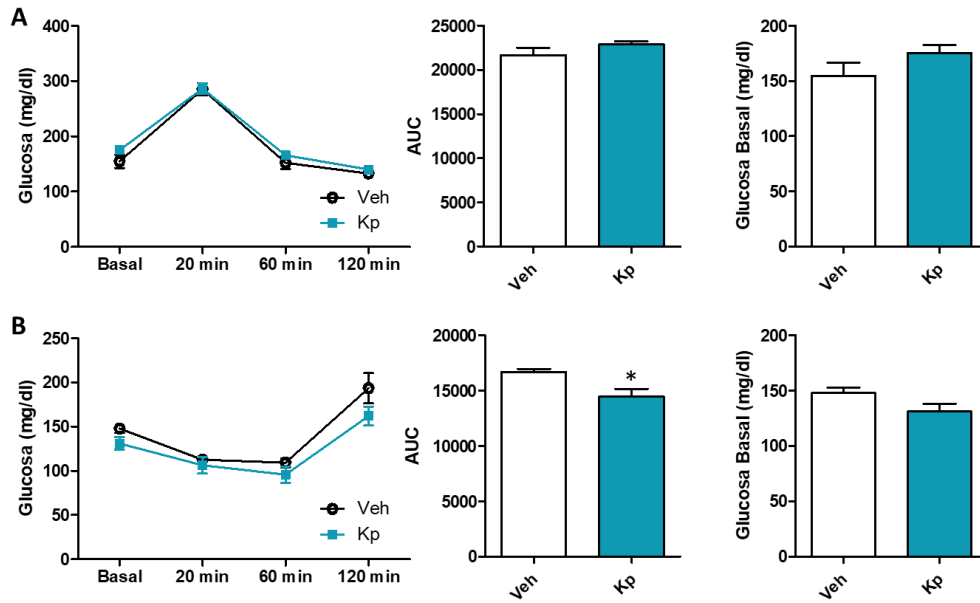 A
Glucosa (mg/dl)
400
300
200
100
0
Basal
20 min
60 min
120 min
Veh
Kp
AUC
25000
20000
15000
10000
5000
0
Veh
Kp
Glucosa Basal (mg/dl)
200
150
100
50
0
Veh
Kp
B
Glucosa (mg/dl)
250
200
150
100
50
0
Basal
20 min
60 min
120 min
Veh
Kp
AUC
20000
15000
10000
5000
0
*
Veh
Kp
Glucosa Basal (mg/dl)
200
150
100
50
0
Veh
Kp